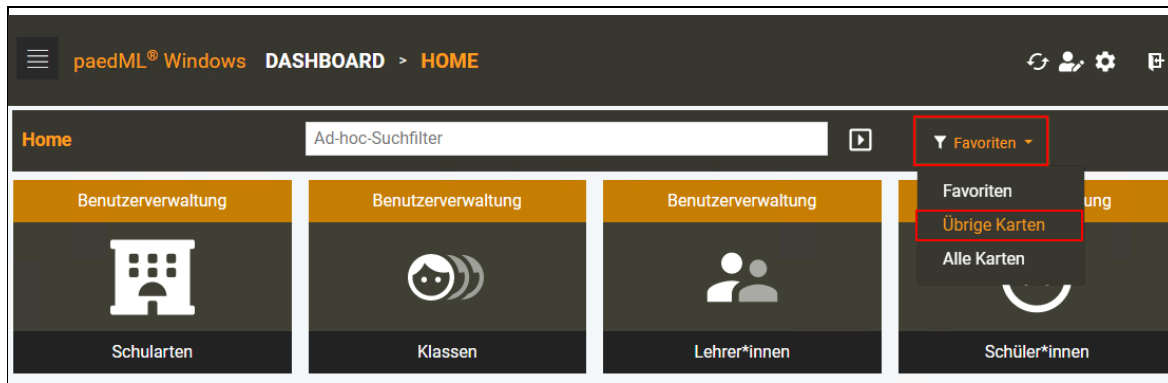 paedML® Windows DASHBOARD > HOME
Home
Ad-hoc-Suchfilter
Favoriten
Favoriten
Übrige Karten
Alle Karten
Benutzerverwaltung
Benutzerverwaltung
Benutzerverwaltung
ung
Schularten
Klassen
Lehrer*innen
Schüler*innen